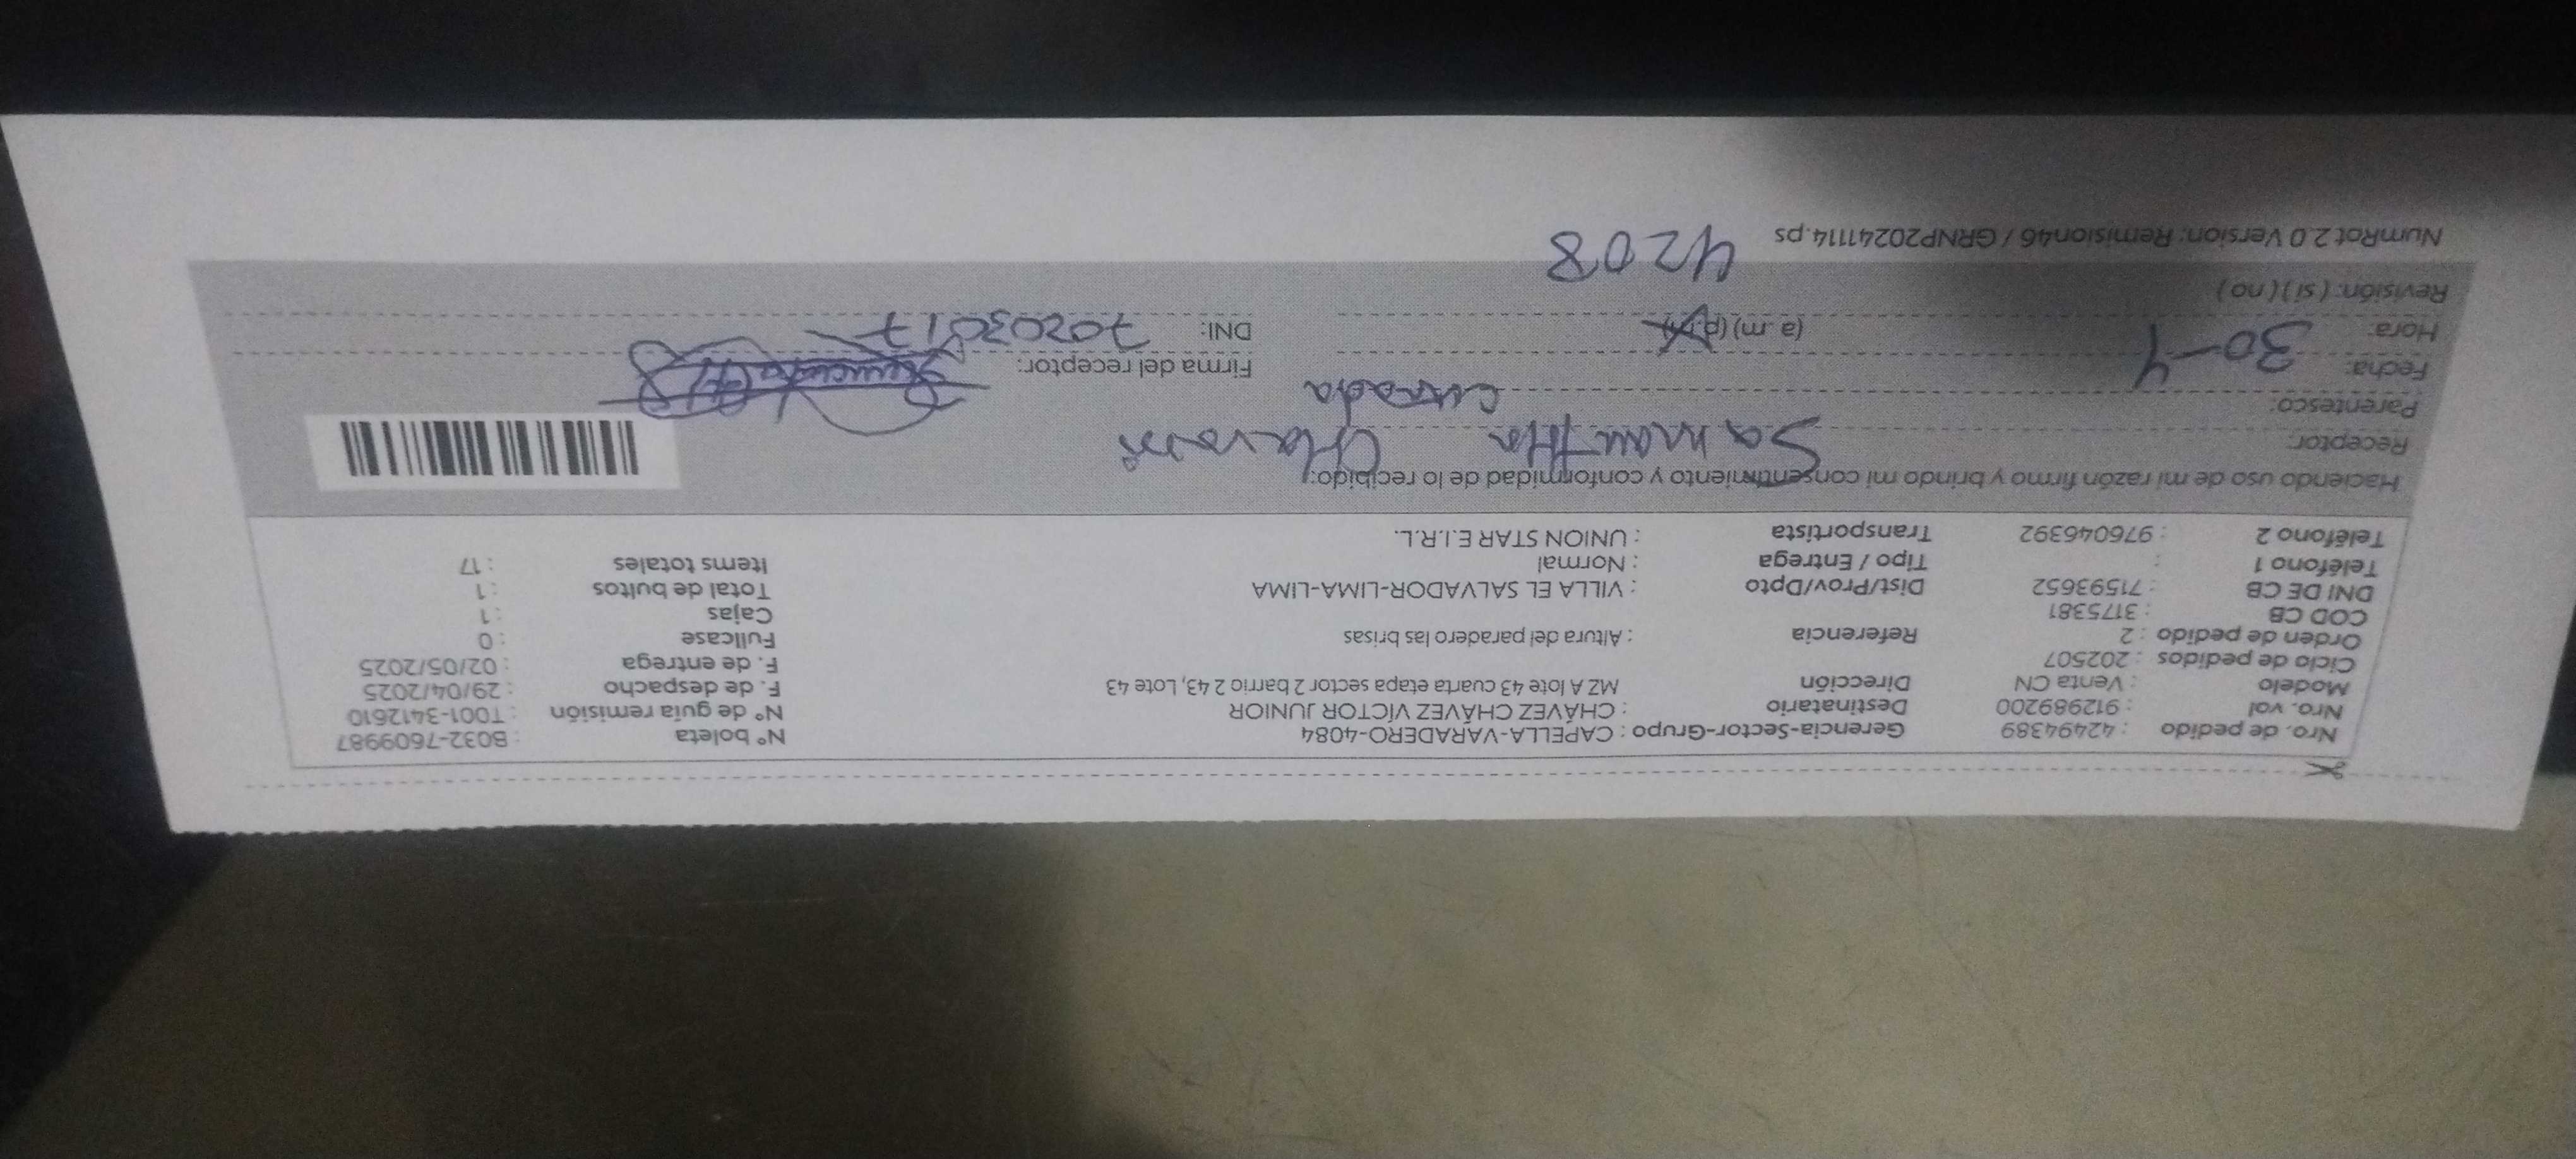 Nro. de pedido : 42494389 Gerencia-Sector-Grupo : CAPELLA-VARADERO-4084 N° boleta : B032-7609987
Nro. vol : 912989200 Destinatario : CHÁVEZ CHÁVEZ VÍCTOR JUNIOR N° de guía remisión : T001-3412610
Modelo : Venta CN Dirección MZ A lote 43 cuarta etapa sector 2 barrio 2 43, Lote 43 F. de despacho : 29/04/2025
Ciclo de pedidos : 202507 F. de entrega : 02/05/2025
Orden de pedido : 2 Referencia : Altura del paradero las brisas Fullcase : 0
COD CB : 3175381 Cajas : 1
DNI DE CB : 71593652 Dist/Prov/Dpto : VILLA EL SALVADOR-LIMA-LIMA Total de bultos : 1
Teléfono 1 : Tipo / Entrega : Normal Items totales : 17
Teléfono 2 : 976046392 Transportista : UNION STAR E.I.R.L.
Haciendo uso de mi razón firmo y brindo mi consentimiento y conformidad de lo recibido:
Receptor: Samantha
Parentesco: cuñada
Fecha: 30-4 Firma del receptor:
Hora: (a.m) (p.m) DNI: 70203017
Revisión: ( si ) ( no )
4208
NumRot 2.0 Version: Remision46 / GRNP20241114.ps